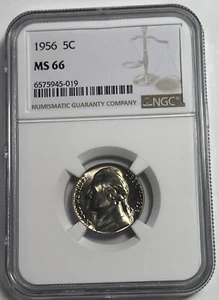 1956 5C
MS 66
6575945-019
NUMISMATIC GUARANTY COMPANY
NGC